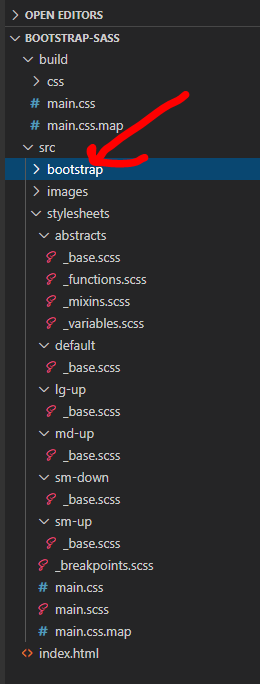 OPEN EDITORS
BOOTSTRAP-SASS
build
css
main.css
main.css.map
src
bootstrap
images
stylesheets
abstracts
_base.scss
_functions.scss
_mixins.scss
_variables.scss
default
_base.scss
lg-up
_base.scss
md-up
_base.scss
sm-down
_base.scss
sm-up
_base.scss
_breakpoints.scss
main.css
main.scss
main.css.map
index.html